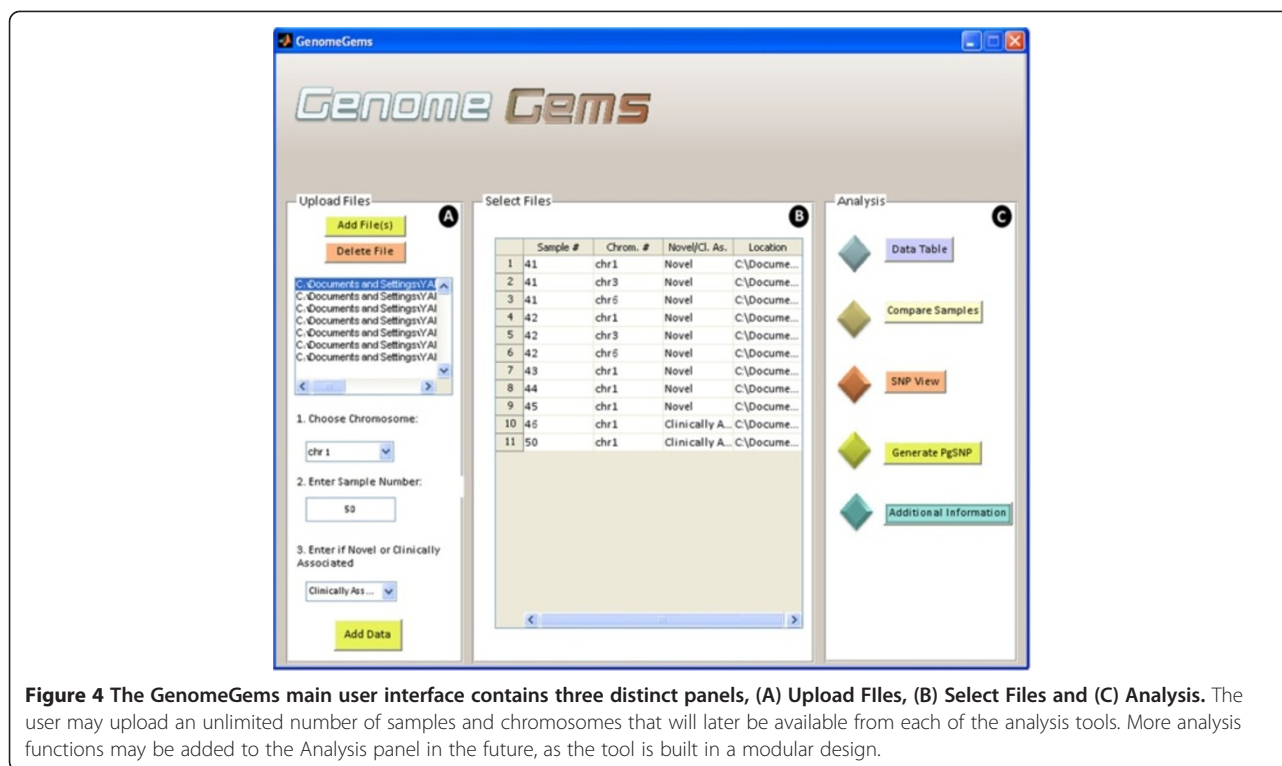 GenomeGems
Genome Gems
Upload Files
A
Add File(s)
Delete File
C:\Documents and Settings\YAI
C:\Documents and Settings\YAI
C:\Documents and Settings\YAI
C:\Documents and Settings\YAI
C:\Documents and Settings\YAI
C:\Documents and Settings\YAI
C:\Documents and Settings\YAI
1. Choose Chromosome:
chr 1
2. Enter Sample Number:
50
3. Enter if Novel or Clinically
Associated
Clinically Ass...
Add Data
Select Files
B
Sample # Chrom. # Novel/Cl. As. Location
1 41 chr1 Novel C:\Docume...
2 41 chr3 Novel C:\Docume...
3 41 chr6 Novel C:\Docume...
4 42 chr1 Novel C:\Docume...
5 42 chr3 Novel C:\Docume...
6 42 chr6 Novel C:\Docume...
7 43 chr1 Novel C:\Docume...
8 44 chr1 Novel C:\Docume...
9 45 chr1 Novel C:\Docume...
10 46 chr1 Clinically A... C:\Docume...
11 50 chr1 Clinically A... C:\Docume...
Analysis
C
Data Table
Compare Samples
SNP View
Generate PgSNP
Additional Information
Figure 4 The GenomeGems main user interface contains three distinct panels, (A) Upload FIles, (B) Select Files and (C) Analysis. The
user may upload an unlimited number of samples and chromosomes that will later be available from each of the analysis tools. More analysis
functions may be added to the Analysis panel in the future, as the tool is built in a modular design.